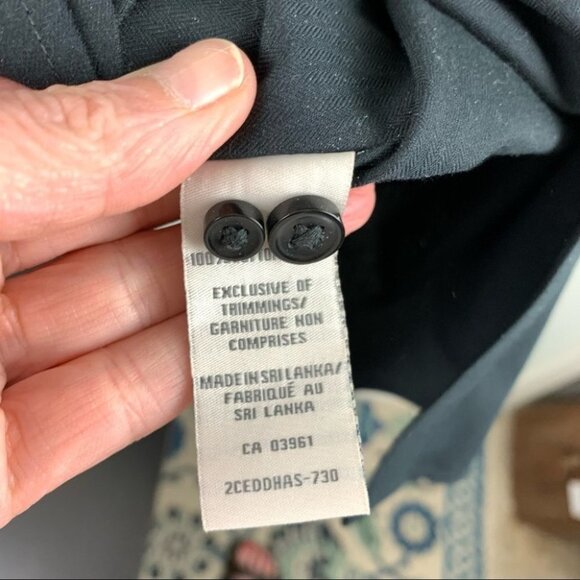 EXCLUSIVE OF
TRIMMINGS/
GARNITURE NON
COMPRISES
MADE IN SRI LANKA/
FABRIQUÉ AU
SRI LANKA
CA 03961
2CEDDHAS-730